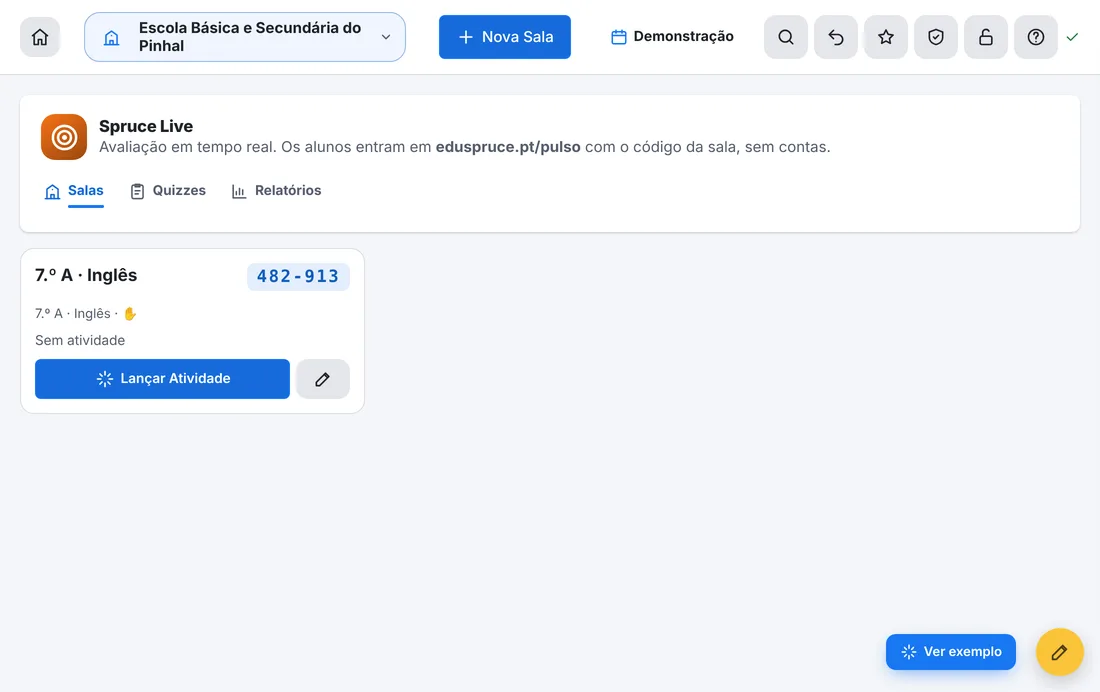 Escola Básica e Secundária do
Pinhal
Nova Sala
Demonstração
Spruce Live
Avaliação em tempo real. Os alunos entram em eduspruce.pt/pulso com o código da sala, sem contas.
Salas
Quizzes
Relatórios
7.º A · Inglês
482-913
7.º A · Inglês · ✋
Sem atividade
Lançar Atividade
Ver exemplo